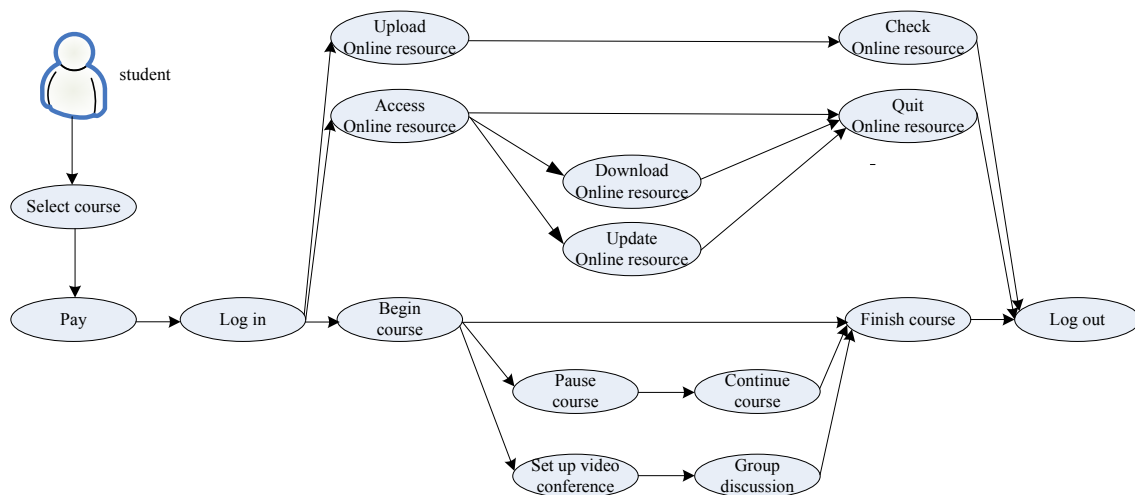 student
Upload
Online resource
Check
Online resource
Access
Online resource
Quit
Online resource
Download
Online resource
Select course
Update
Online resource
Pay
Log in
Begin
course
Finish course
Log out
Pause
course
Continue
course
Set up video
conference
Group
discussion